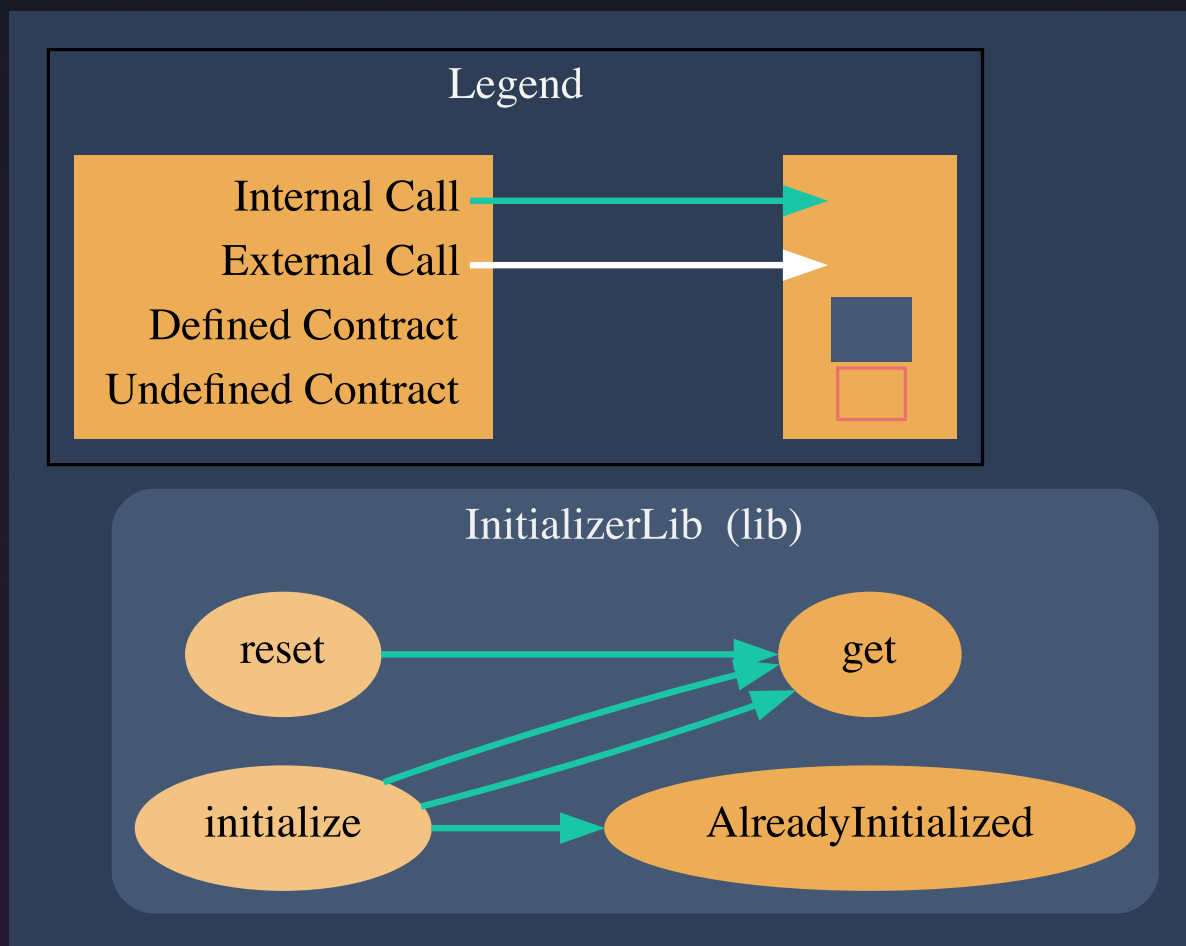 Legend
Internal Call
External Call
Defined Contract
Undefined Contract
InitializerLib (lib)
reset
get
initialize
AlreadyInitialized